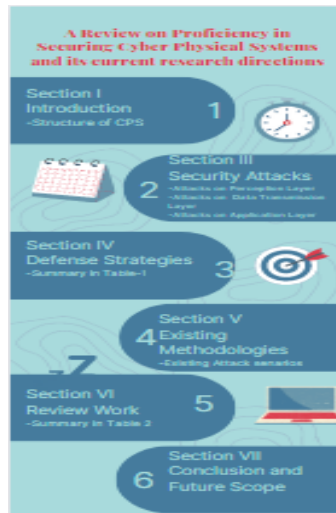 A Review on Proficiency in
Securing Cyber Physical Systems
and its current research directions
Section I
Introduction
-Structure of CPS
1
Section III
Security Attacks
-Attacks on Perception Layer
-Attacks on Data Transmission
Layer
-Attacks on Application Layer
2
Section IV
Defense Strategies
-Summary in Table-1
3
Section V
Existing
Methodologies
-Existing Attack senarios
4
Section VI
Review Work
-Summary in Table 2
5
Section VII
Conclusion and
Future Scope
6
zZ